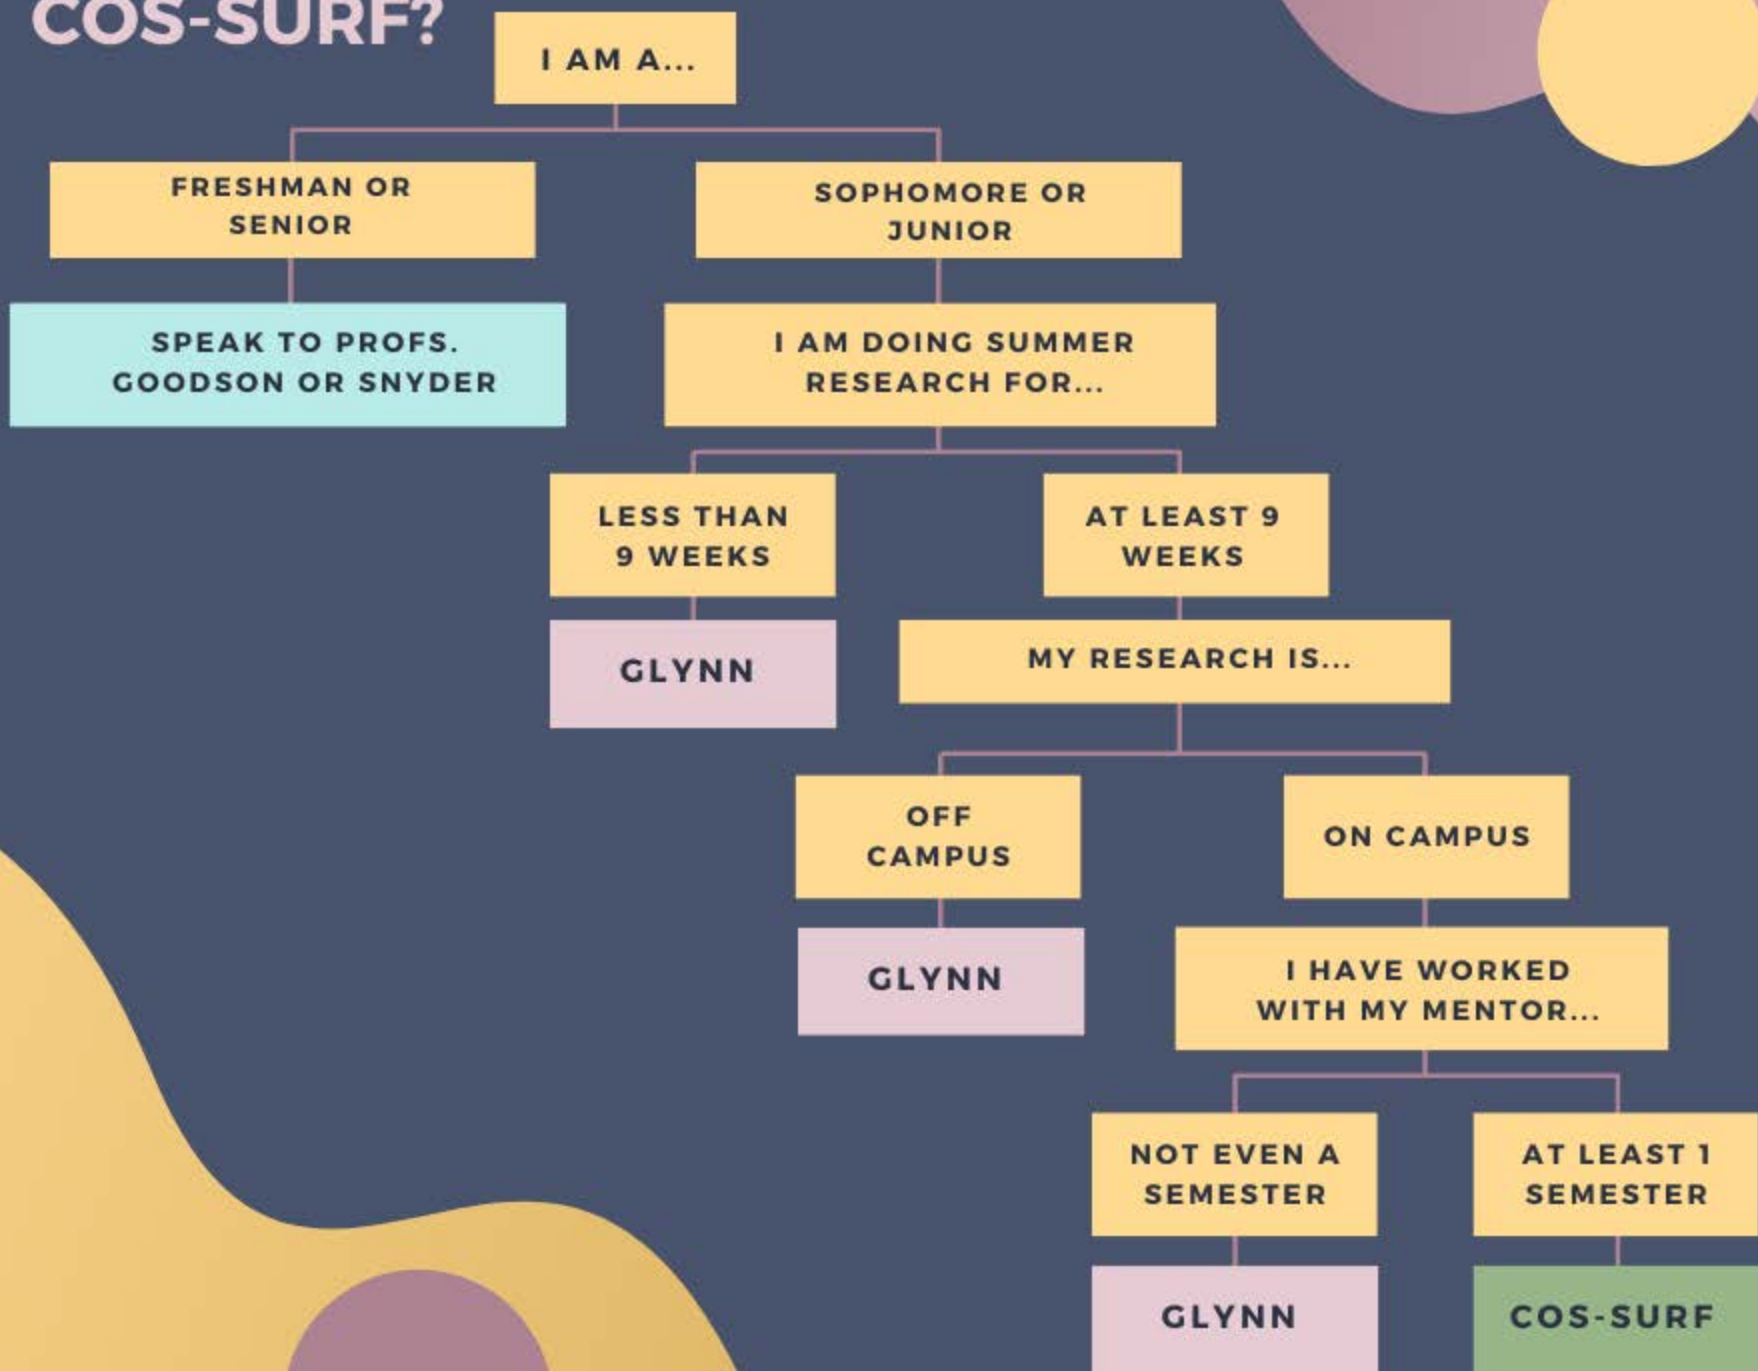 COS-SURF?
I AM A...
FRESHMAN OR
SENIOR
SOPHOMORE OR
JUNIOR
SPEAK TO PROFS.
GOODSON OR SNYDER
I AM DOING SUMMER
RESEARCH FOR...
LESS THAN
9 WEEKS
AT LEAST 9
WEEKS
GLYNN
MY RESEARCH IS...
OFF
CAMPUS
ON CAMPUS
GLYNN
I HAVE WORKED
WITH MY MENTOR...
NOT EVEN A
SEMESTER
AT LEAST 1
SEMESTER
GLYNN
COS-SURF